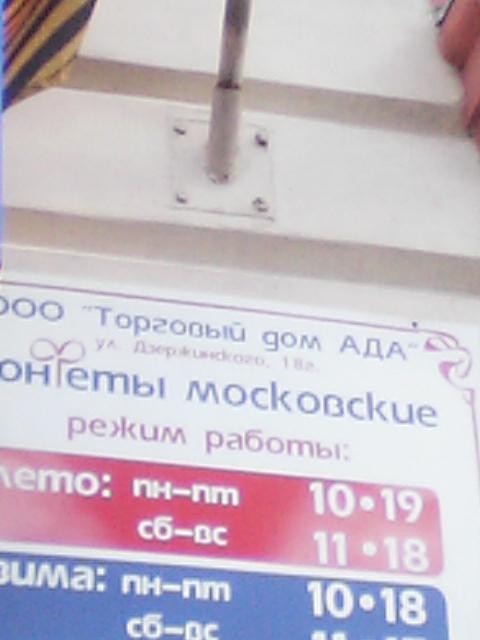 ООО "Торговый дом АДА"
ул. Дзержинского, 18г.
онтеты московские
режим работы:
лето: пн-пт 10•19
сб-вс 11•18
зима: пн-пт 10•18
сб-вс